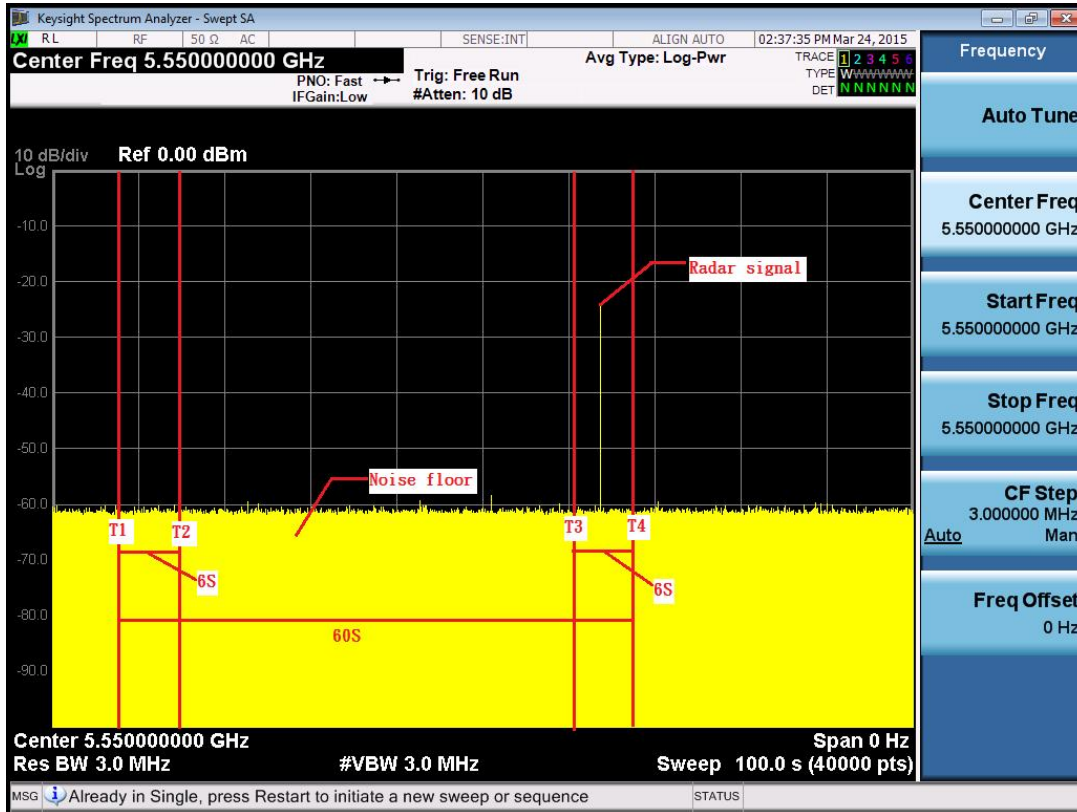 Keysight Spectrum Analyzer - Swept SA
LXI RL RF 50 Ω AC SENSE:INT ALIGN AUTO 02:37:35 PM Mar 24, 2015
Center Freq 5.550000000 GHz
PNO: Fast
IFGain:Low
Trig: Free Run
#Atten: 10 dB
Avg Type: Log-Pwr
TRACE 1 2 3 4 5 6
TYPE WWWWWW
DET N N N N N N
10 dB/div Ref 0.00 dBm
Log
-10.0
-20.0
-30.0
-40.0
-50.0
-60.0
-70.0
-80.0
-90.0
Radar signal
Noise floor
T1 T2 T3 T4
6S 6S
60S
Center 5.550000000 GHz Span 0 Hz
Res BW 3.0 MHz #VBW 3.0 MHz Sweep 100.0 s (40000 pts)
MSG Already in Single, press Restart to initiate a new sweep or sequence STATUS
Frequency
Auto Tune
Center Freq
5.550000000 GHz
Start Freq
5.550000000 GHz
Stop Freq
5.550000000 GHz
CF Step
3.000000 MHz
Auto Man
Freq Offset
0 Hz